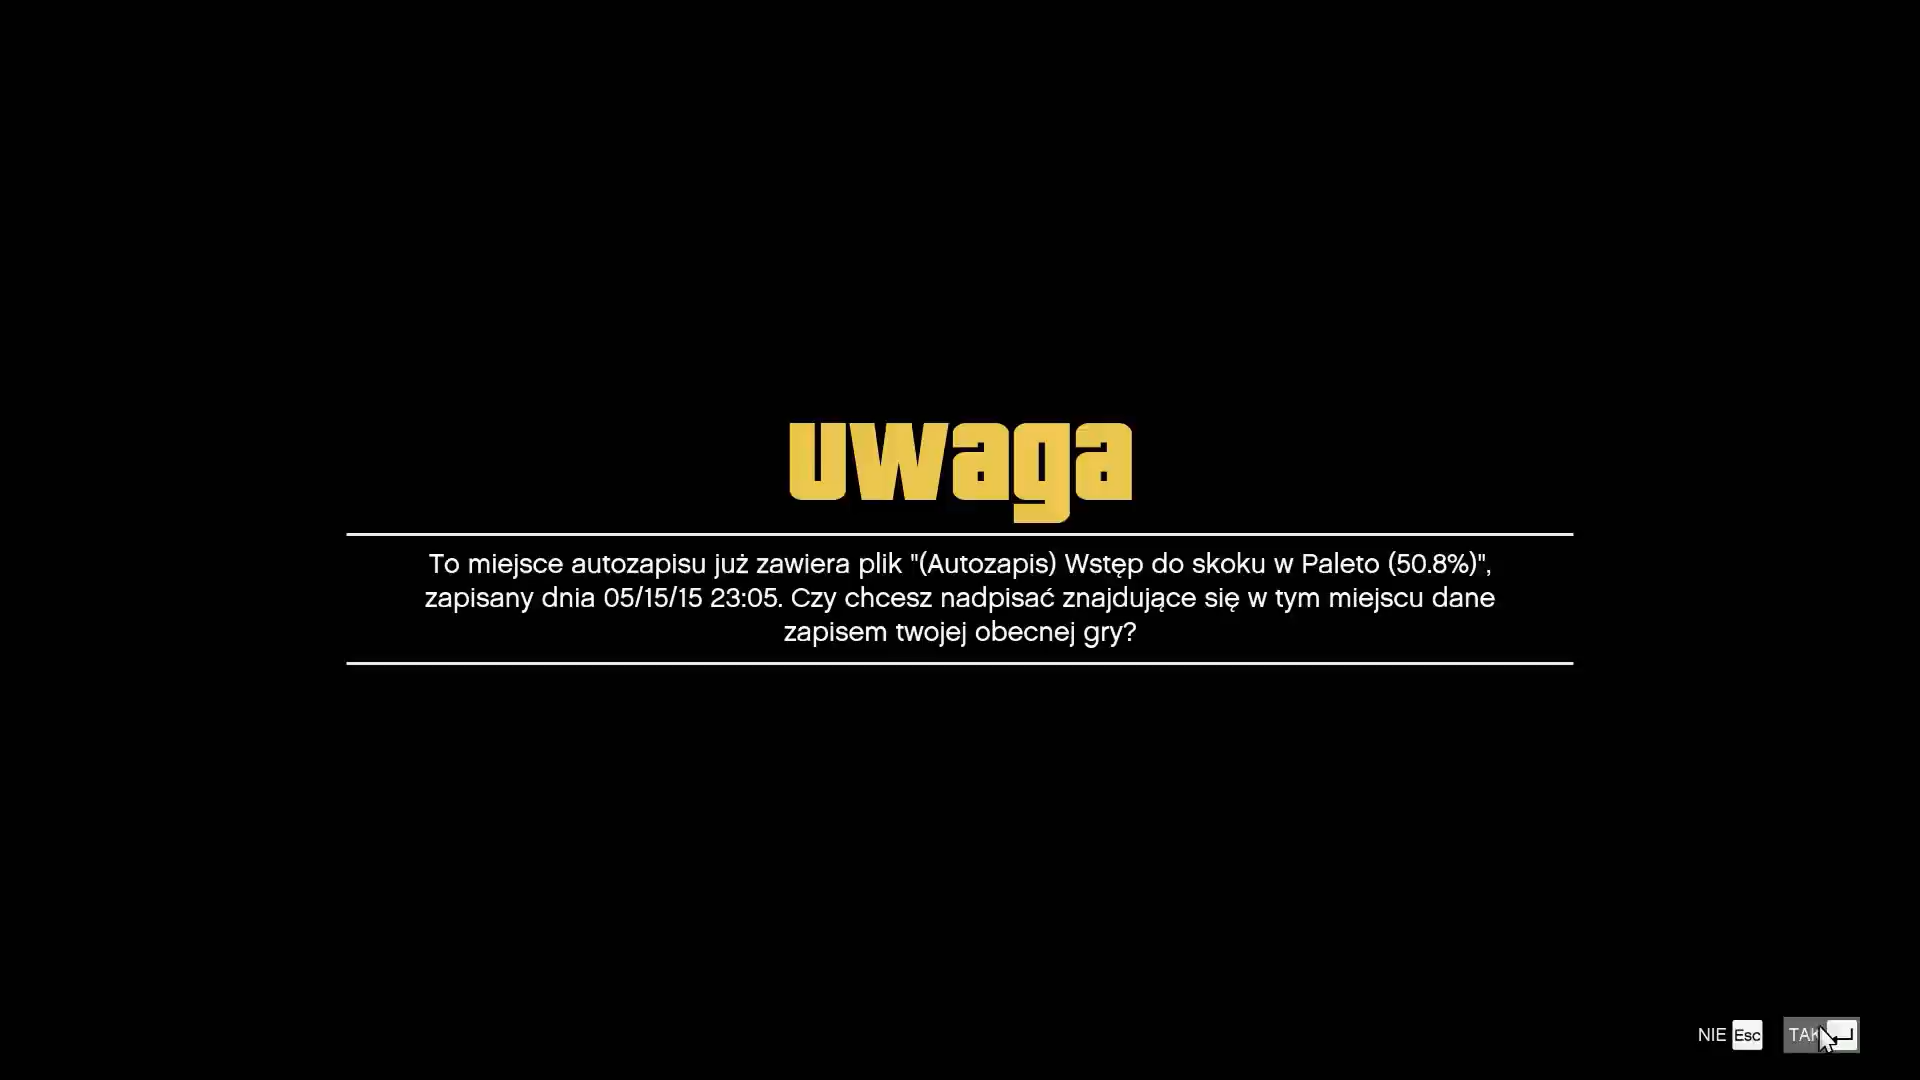 uwaga
To miejsce autozapisu już zawiera plik "(Autozapis) Wstęp do skoku w Paleto (50.8%)",
zapisany dnia 05/15/15 23:05. Czy chcesz nadpisać znajdujące się w tym miejscu dane
zapisem twojej obecnej gry?
NIE Esc TAK